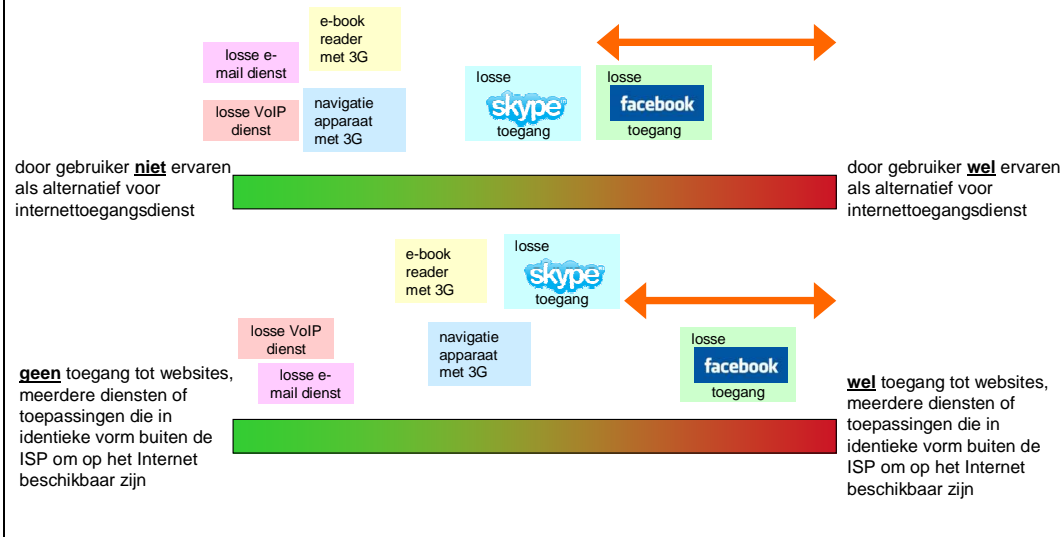 e-book
reader
met 3G
losse e-
mail dienst
losse VoIP
dienst
navigatie
apparaat
met 3G
losse
skype
toegang
losse
facebook
toegang
door gebruiker niet ervaren
als alternatief voor
internettoegangsdienst
door gebruiker wel ervaren
als alternatief voor
internettoegangsdienst
e-book
reader
met 3G
losse
skype
toegang
losse VoIP
dienst
losse e-
mail dienst
navigatie
apparaat
met 3G
losse
facebook
toegang
geen toegang tot websites,
meerdere diensten of
toepassingen die in
identieke vorm buiten de
ISP om op het Internet
beschikbaar zijn
wel toegang tot websites,
meerdere diensten of
toepassingen die in
identieke vorm buiten de
ISP om op het Internet
beschikbaar zijn